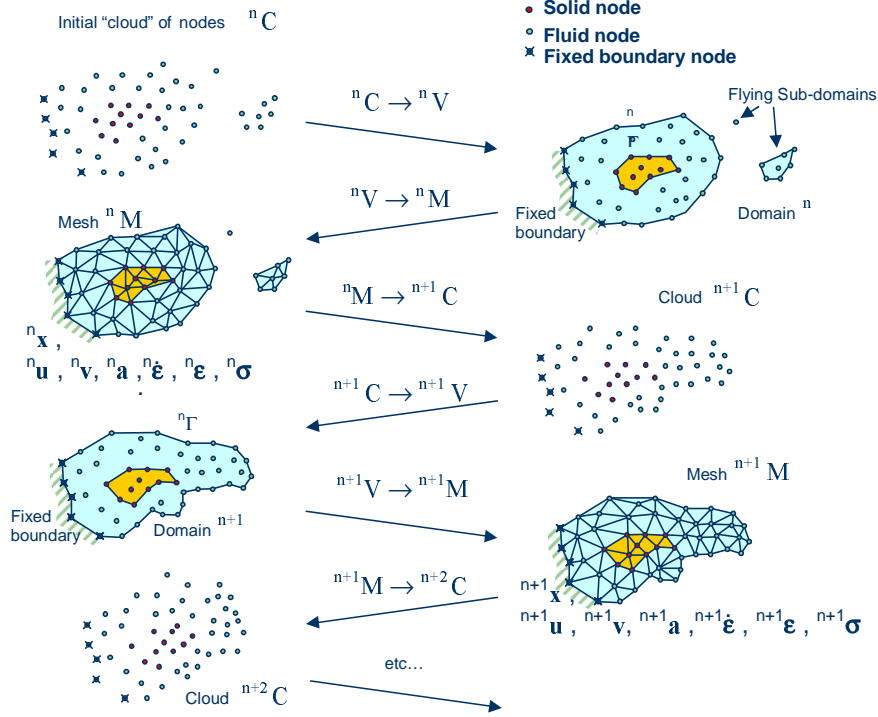 Initial “cloud” of nodes ⁿC
Solid node
Fluid node
Fixed boundary node
ⁿC → ⁿV
Flying Sub-domains
n
Γ
ⁿV → ⁿM
Fixed
boundary
Domain ⁿ
Mesh ⁿM
ⁿM → ⁿ⁺¹C
Cloud ⁿ⁺¹C
ⁿx ,
ⁿu , ⁿv, ⁿa , ⁿε̇ , ⁿε , ⁿσ
ⁿ⁺¹C → ⁿ⁺¹V
ⁿΓ
Mesh ⁿ⁺¹M
ⁿ⁺¹V → ⁿ⁺¹M
Fixed
boundary
Domain ⁿ⁺¹
ⁿ⁺¹M → ⁿ⁺²C
ⁿ⁺¹x ,
ⁿ⁺¹u , ⁿ⁺¹v, ⁿ⁺¹a , ⁿ⁺¹ε̇ , ⁿ⁺¹ε , ⁿ⁺¹σ
etc…
Cloud ⁿ⁺²C